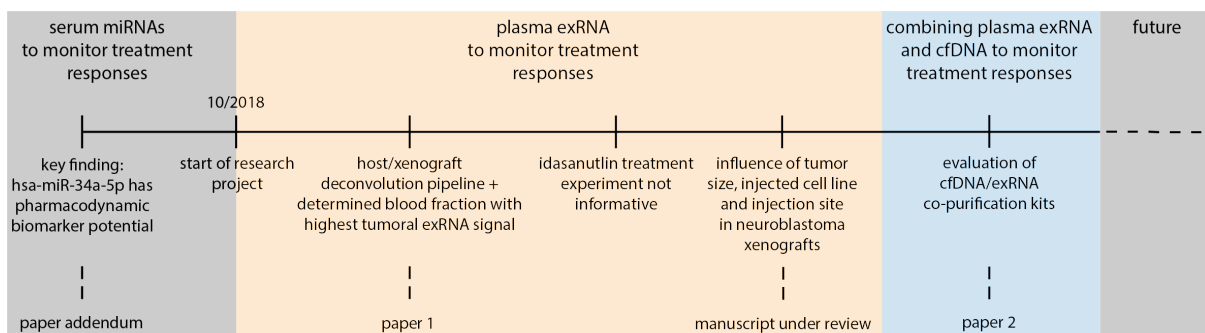 serum miRNAs
to monitor treatment
responses
plasma exRNA
to monitor treatment
responses
combining plasma exRNA
and cfDNA to monitor
treatment responses
future
10/2018
key finding:
hsa-miR-34a-5p has
pharmacodynamic
biomarker potential
start of research
project
host/xenograft
deconvolution pipeline +
determined blood fraction with
highest tumoral exRNA signal
idasanutlin treatment
experiment not
informative
influence of tumor
size, injected cell line
and injection site
in neuroblastoma
xenografts
evaluation of
cfDNA/exRNA
co-purification kits
paper addendum
paper 1
manuscript under review
paper 2